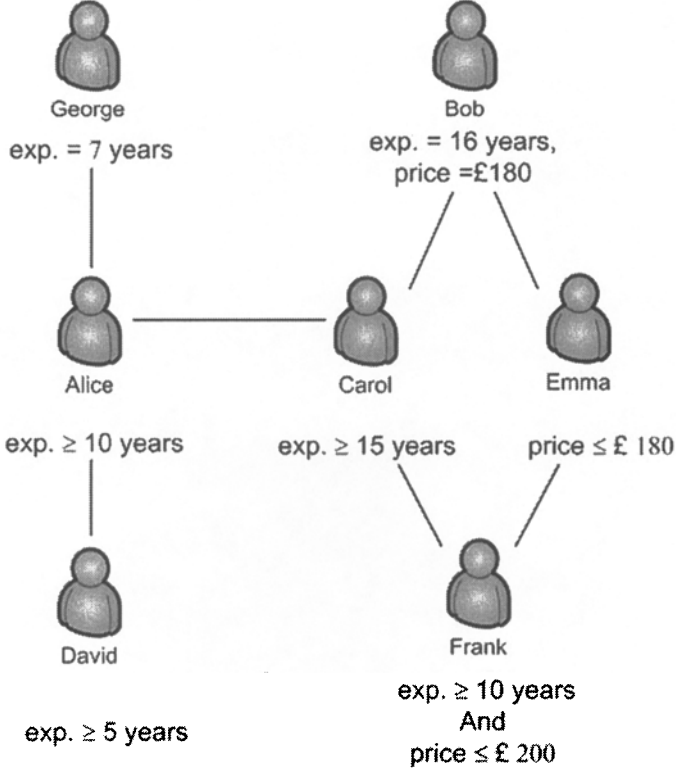 George
exp. = 7 years
Bob
exp. = 16 years,
price =£180
Alice
Carol
Emma
exp. ≥ 10 years
exp. ≥ 15 years
price ≤ £ 180
David
Frank
exp. ≥ 5 years
exp. ≥ 10 years
And
price ≤ £ 200